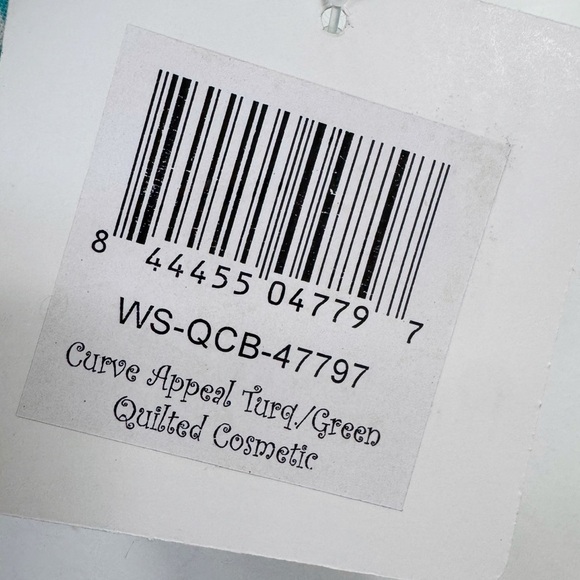 8 44455 04779 7
WS-QCB-47797
Curve Appeal Turq./Green
Quilted Cosmetic